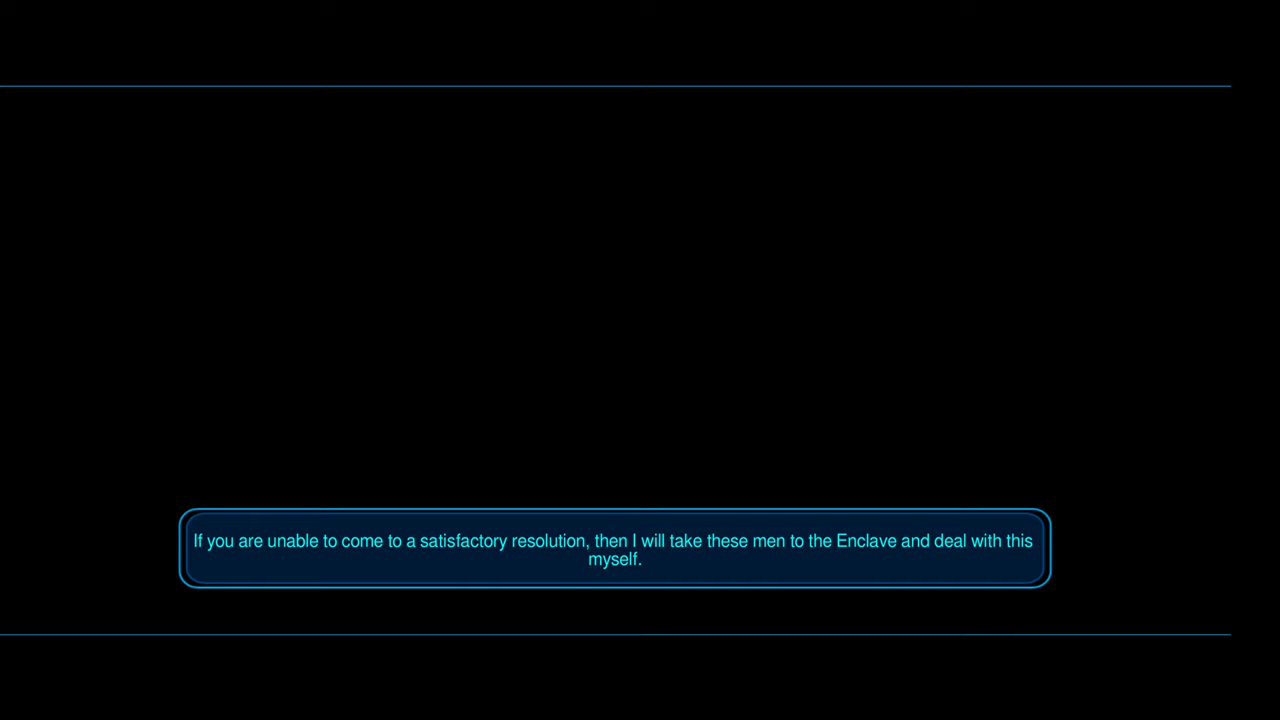 If you are unable to come to a satisfactory resolution, then I will take these men to the Enclave and deal with this
myself.